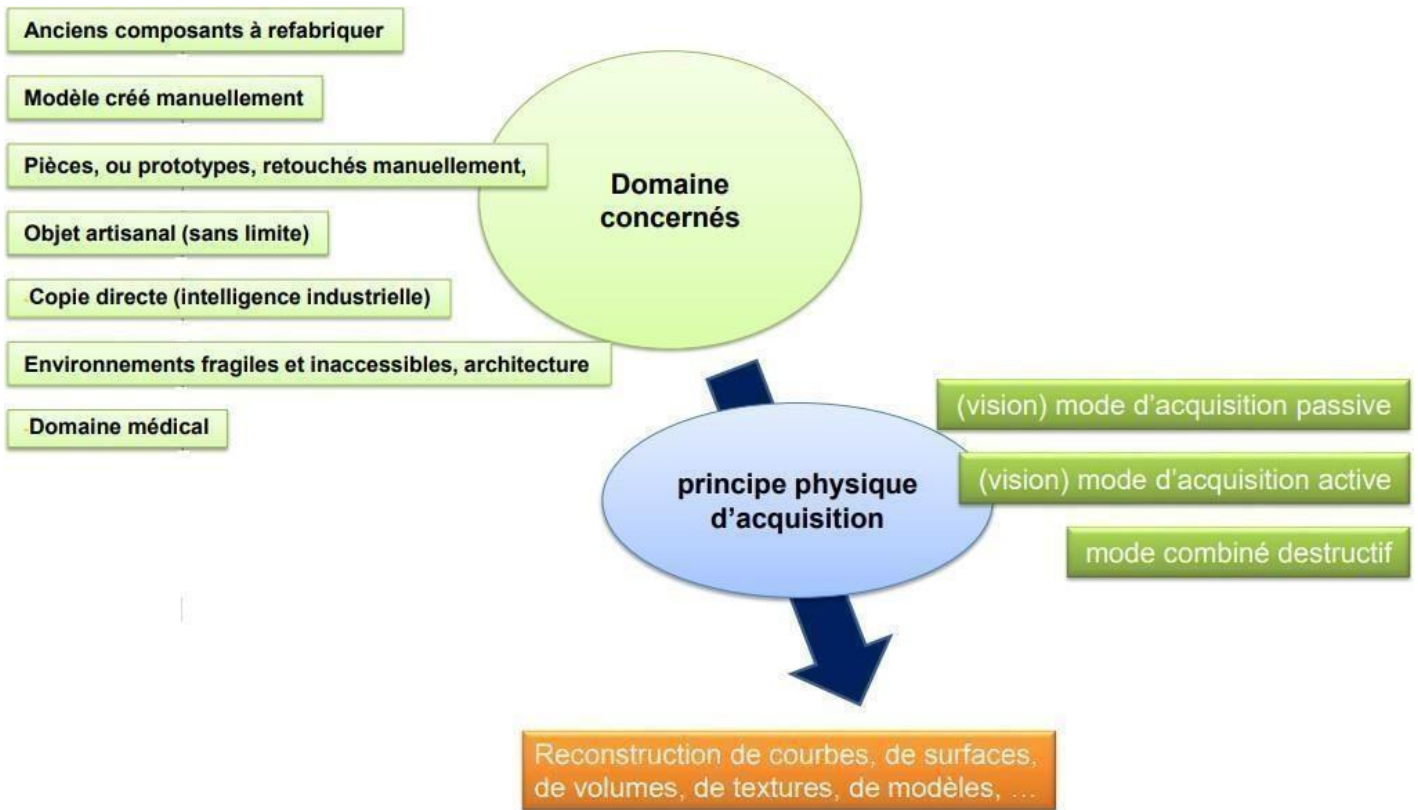 Anciens composants à refabriquer
Modèle créé manuellement
Pièces, ou prototypes, retouchés manuellement,
Objet artisanal (sans limite)
-Copie directe (intelligence industrielle)
Environnements fragiles et inaccessibles, architecture
-Domaine médical
Domaine
concernés
(vision) mode d'acquisition passive
(vision) mode d'acquisition active
mode combiné destructif
principe physique
d'acquisition
Reconstruction de courbes, de surfaces,
de volumes, de textures, de modèles, ...